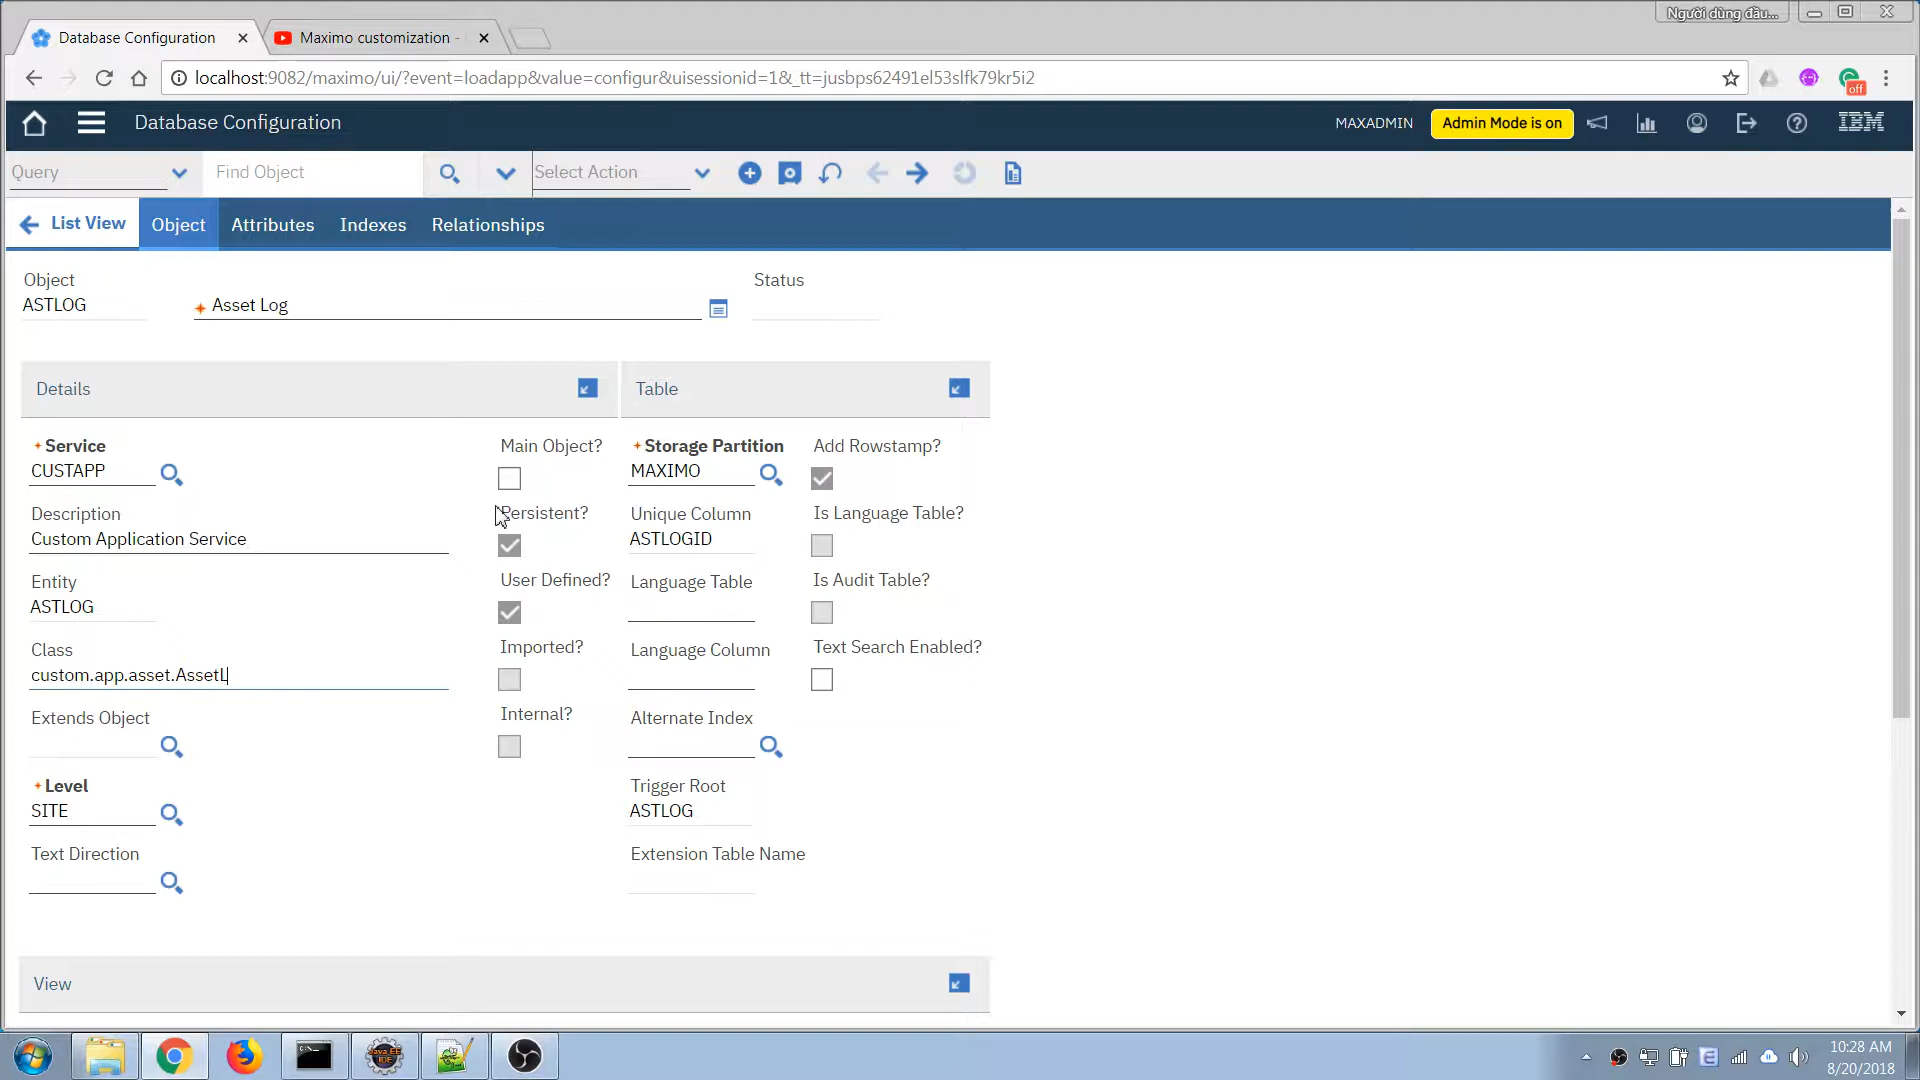 Người dùng đầu...
Database Configuration
Maximo customization -
localhost:9082/maximo/ui/?event=loadapp&value=configur&uisessionid=1&_tt=jusbps62491el53slfk79kr5i2
off
Database Configuration
MAXADMIN
Admin Mode is on
IBM
Query
Find Object
Select Action
List View
Object
Attributes
Indexes
Relationships
Object
ASTLOG
Asset Log
Status
Details
Table
Service
CUSTAPP
Main Object?
Storage Partition
MAXIMO
Add Rowstamp?
Description
Custom Application Service
Persistent?
Unique Column
ASTLOGID
Is Language Table?
Entity
ASTLOG
User Defined?
Language Table
Is Audit Table?
Class
custom.app.asset.AssetL
Imported?
Language Column
Text Search Enabled?
Extends Object
Internal?
Alternate Index
Level
SITE
Trigger Root
ASTLOG
Text Direction
Extension Table Name
View
Java EE
IDE
10:28 AM
8/20/2018